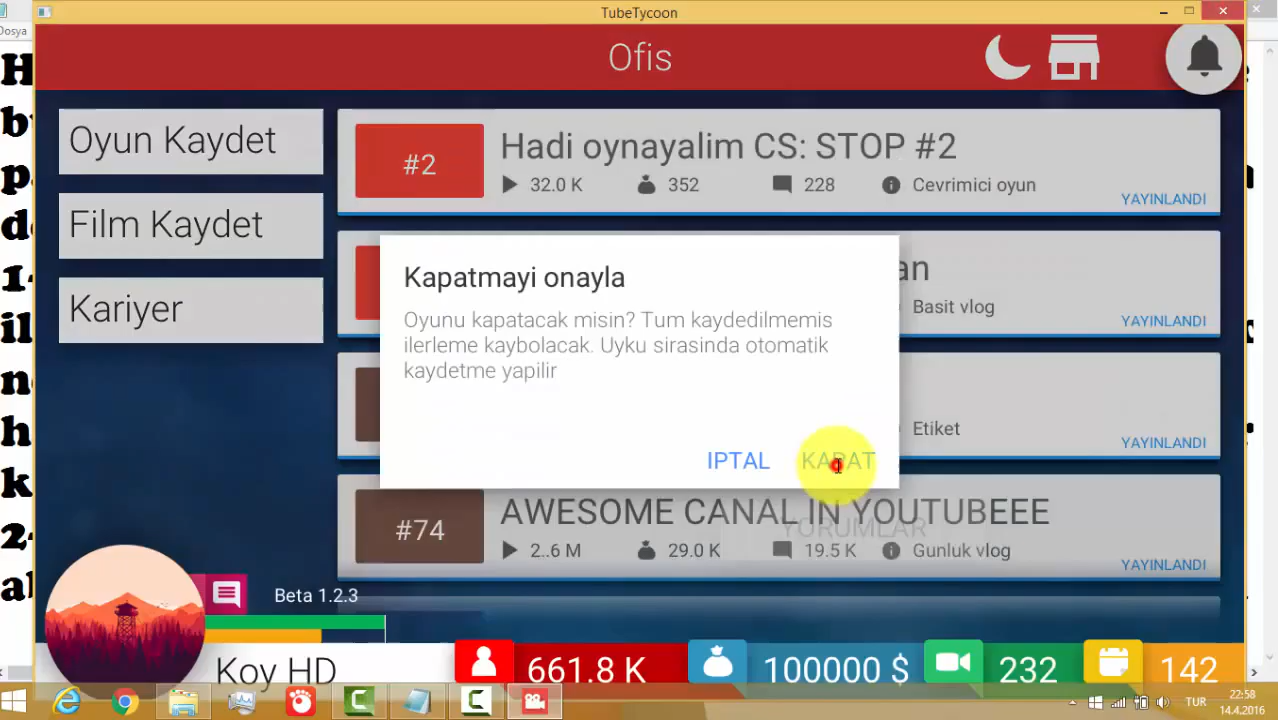 TubeTycoon
Dosya
Ofis
Oyun Kaydet
Film Kaydet
Kariyer
#2
Hadi oynayalim CS: STOP #2
32.0 K
352
228
Cevrimici oyun
YAYINLANDI
an
Basit vlog
YAYINLANDI
Etiket
YAYINLANDI
Kapatmayi onayla
Oyunu kapatacak misin? Tum kaydedilmemis
ilerleme kaybolacak. Uyku sirasinda otomatik
kaydetme yapilir
IPTAL
KAPAT
#74
AWESOME CANAL IN YOUTUBEEE
YORUMLAR
2..6 M
29.0 K
19.5 K
Gunluk vlog
YAYINLANDI
Beta 1.2.3
Koy HD
661.8 K
100000 $
232
142
TUR
22:58
14.4.2016